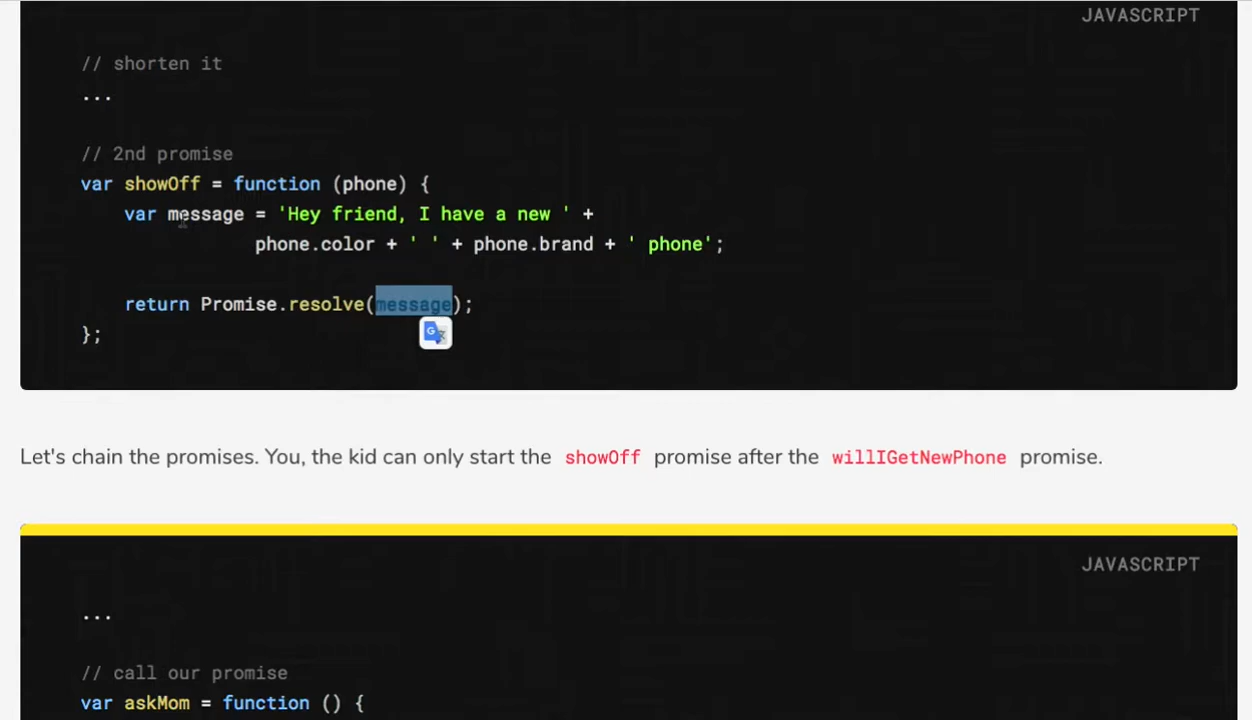 JAVASCRIPT
// shorten it
...
// 2nd promise
var showOff = function (phone) {
var message = 'Hey friend, I have a new ' +
phone.color + ' ' + phone.brand + ' phone';
return Promise.resolve(message);
};
Let's chain the promises. You, the kid can only start the showOff promise after the willIGetNewPhone promise.
JAVASCRIPT
...
// call our promise
var askMom = function () {